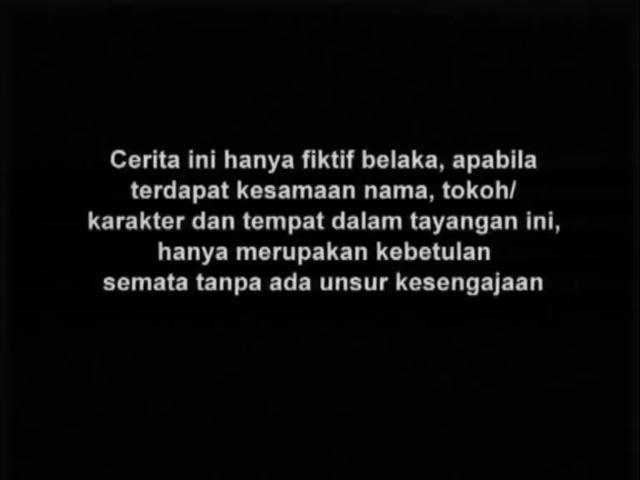 Cerita ini hanya fiktif belaka, apabila
terdapat kesamaan nama, tokoh/
karakter dan tempat dalam tayangan ini,
hanya merupakan kebetulan
semata tanpa ada unsur kesengajaan